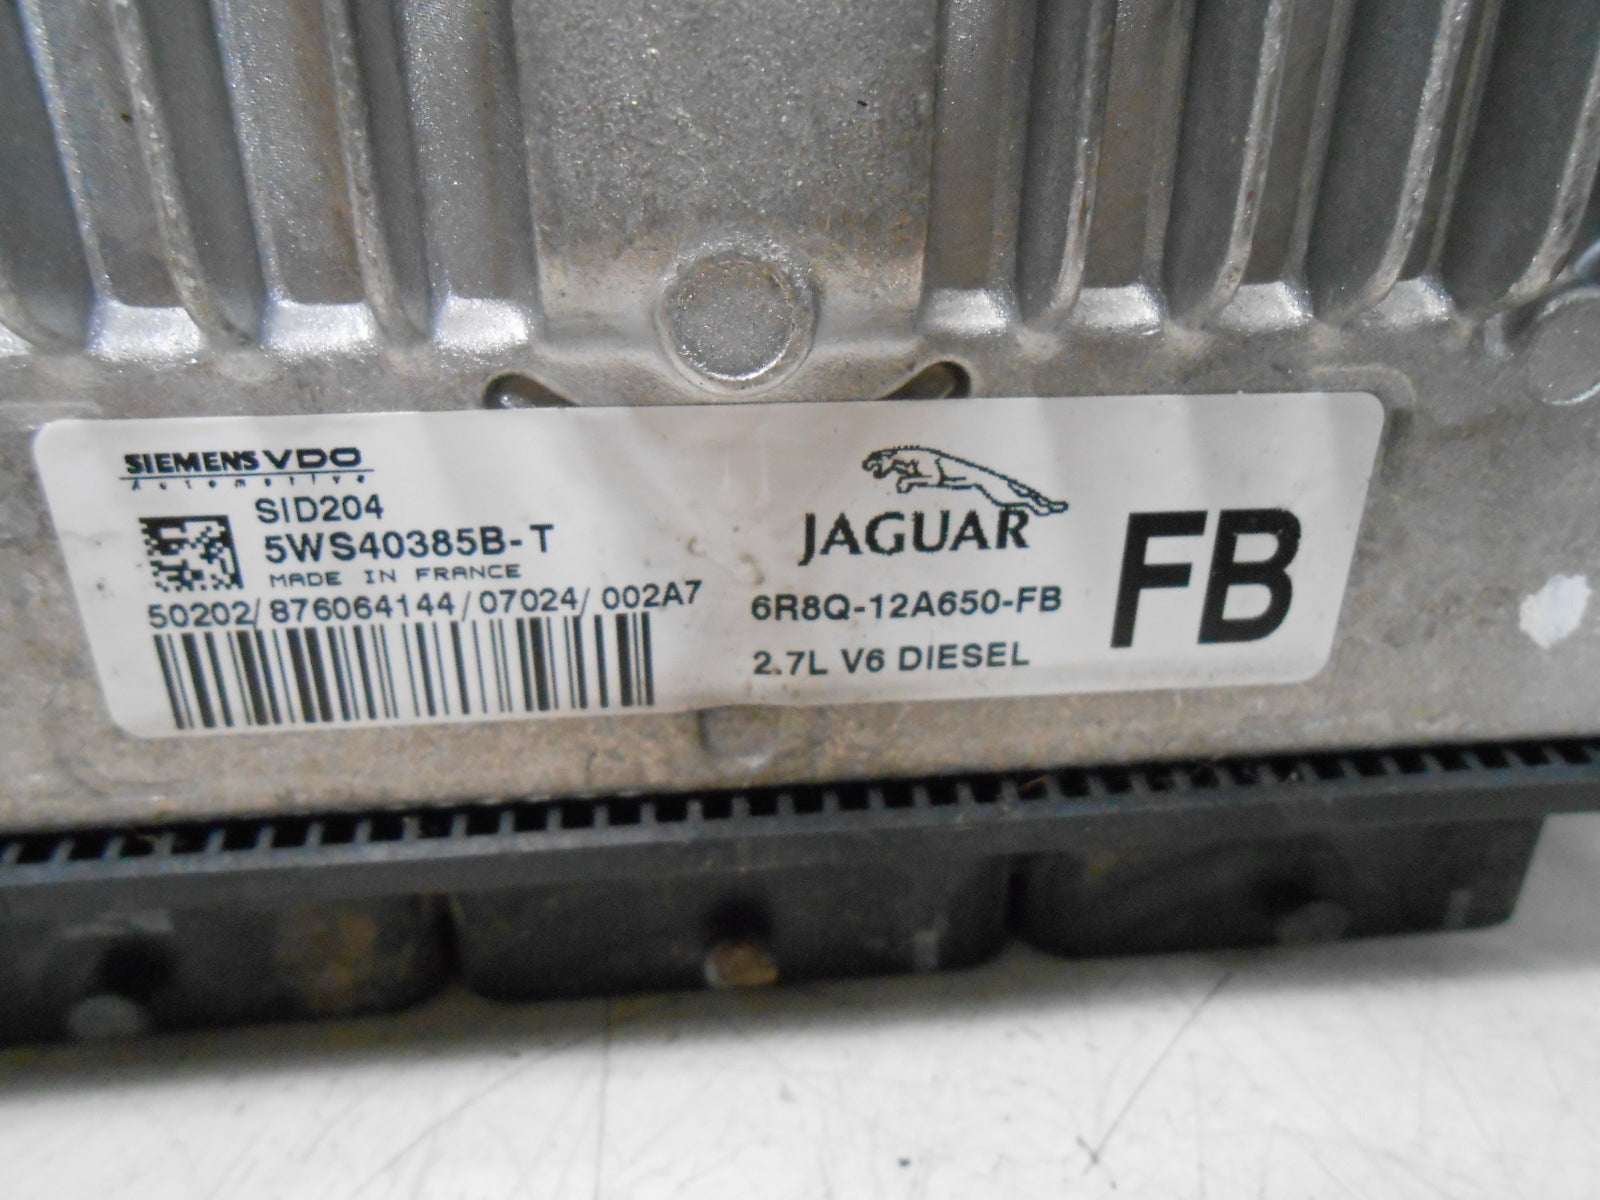 SIEMENS VDO
Automotive
SID204
5WS40385B-T
MADE IN FRANCE
50202/876064144/07024/002A7
JAGUAR
6R8Q-12A650-FB
2.7L V6 DIESEL
FB